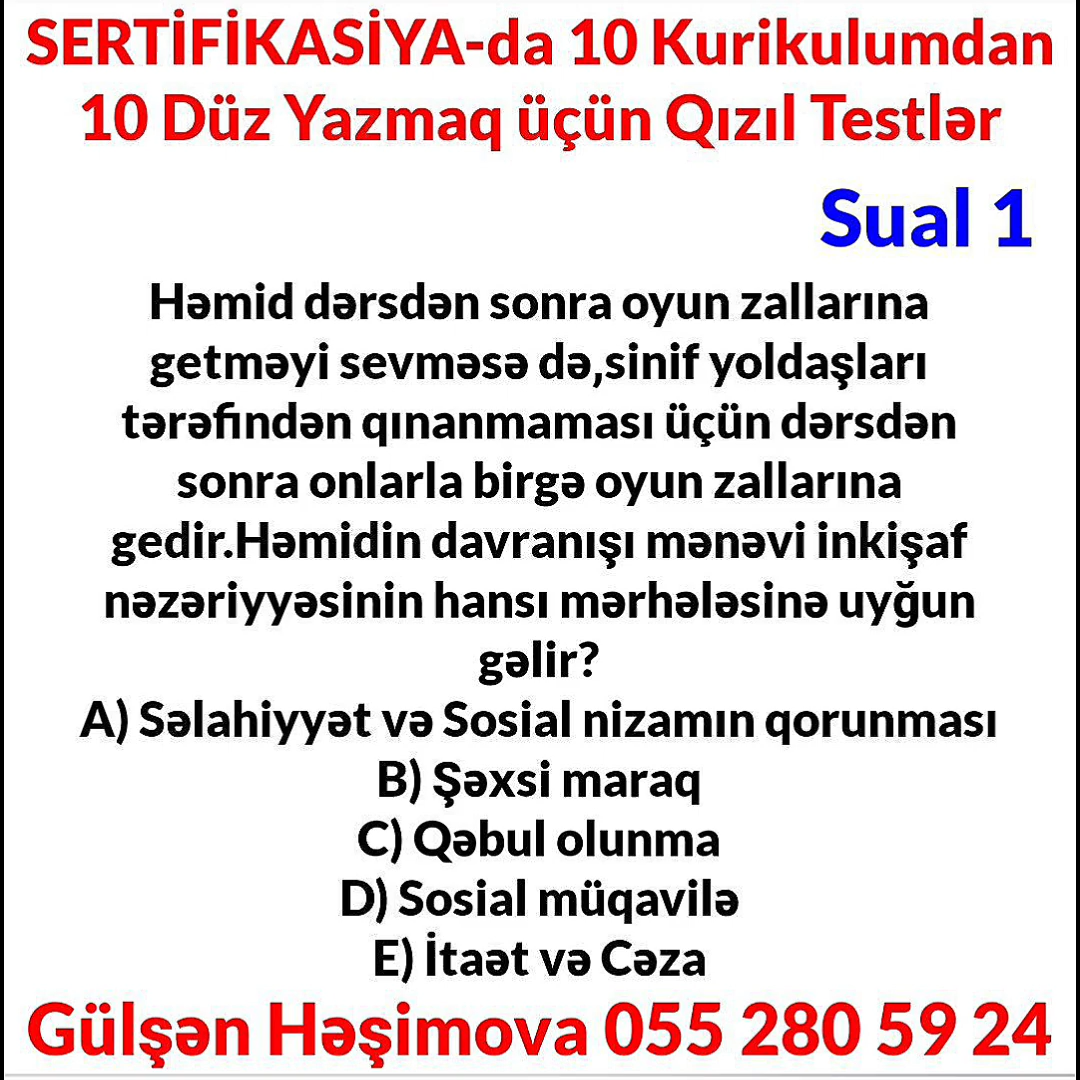 SERTİFİKASİYA-da 10 Kurikulumdan
10 Düz Yazmaq üçün Qızıl Testlər
Sual 1
Həmid dərsdən sonra oyun zallarına
getməyi sevməsə də,sinif yoldaşları
tərəfindən qınanmaması üçün dərsdən
sonra onlarla birgə oyun zallarına
gedir.Həmidin davranışı mənəvi inkişaf
nəzəriyyəsinin hansı mərhələsinə uyğun
gəlir?
A) Səlahiyyət və Sosial nizamın qorunması
B) Şəxsi maraq
C) Qəbul olunma
D) Sosial müqavilə
E) İtaət və Cəza
Gülşən Həşimova 055 280 59 24